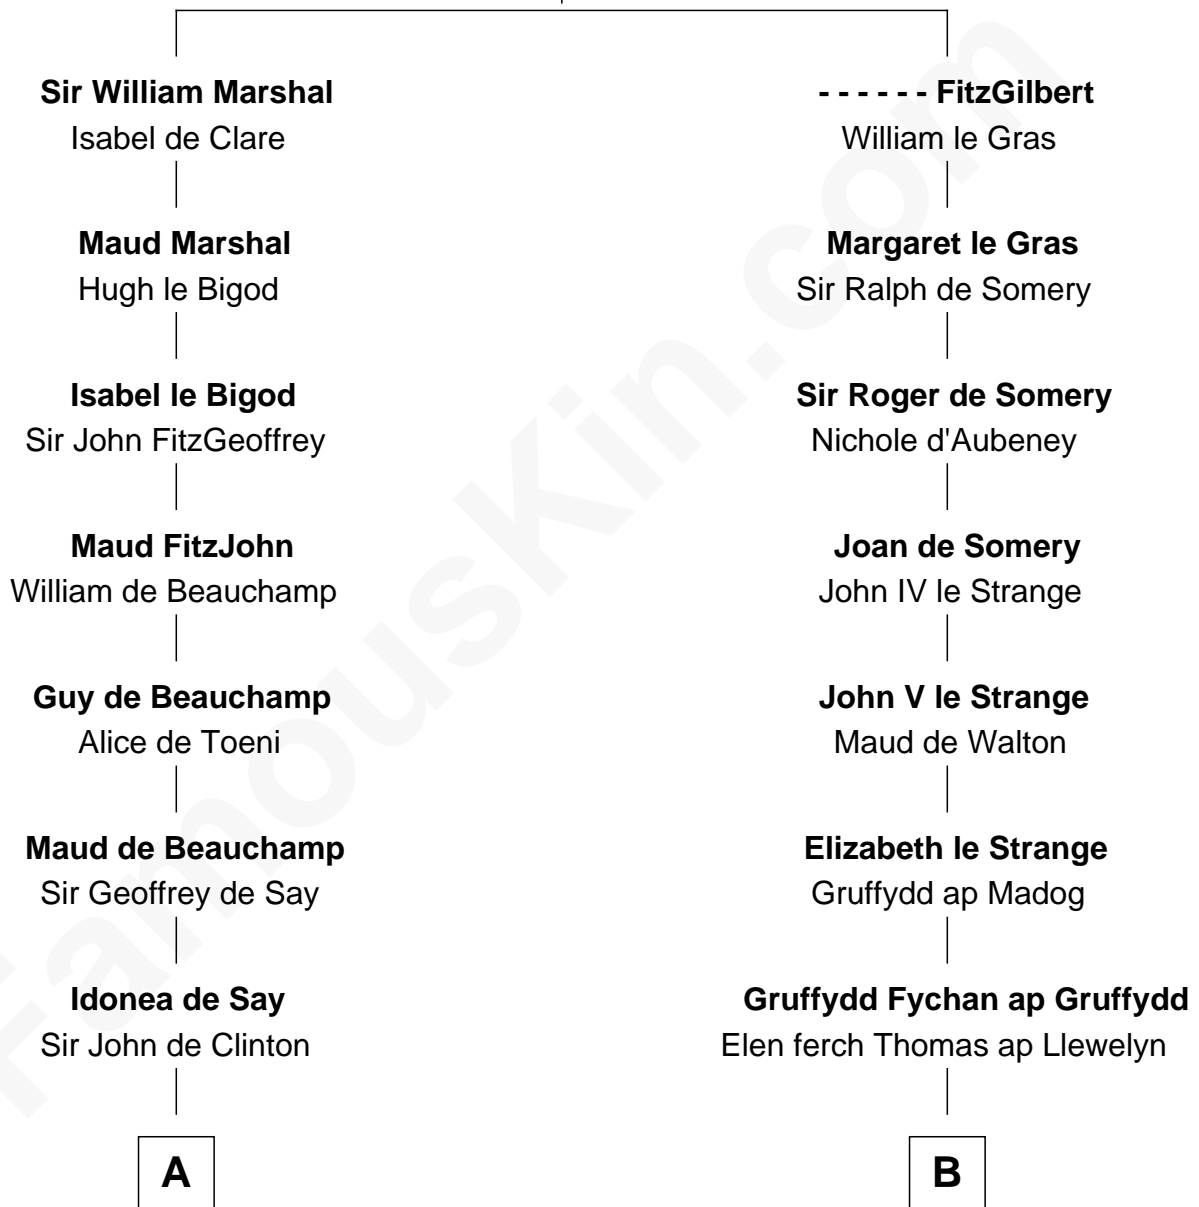 Sir William Marshal
Isabel de Clare
Maud Marshal
Hugh le Bigod
Isabel le Bigod
Sir John FitzGeoffrey
Maud FitzJohn
William de Beauchamp
Guy de Beauchamp
Alice de Toeni
Maud de Beauchamp
Sir Geoffrey de Say
Idonea de Say
Sir John de Clinton
A
- - - - - - FitzGilbert
William le Gras
Margaret le Gras
Sir Ralph de Somery
Sir Roger de Somery
Nichole d'Aubeney
Joan de Somery
John IV le Strange
John V le Strange
Maud de Walton
Elizabeth le Strange
Gruffydd ap Madog
Gruffydd Fychan ap Gruffydd
Elen ferch Thomas ap Llewelyn
B
FamousKin.com